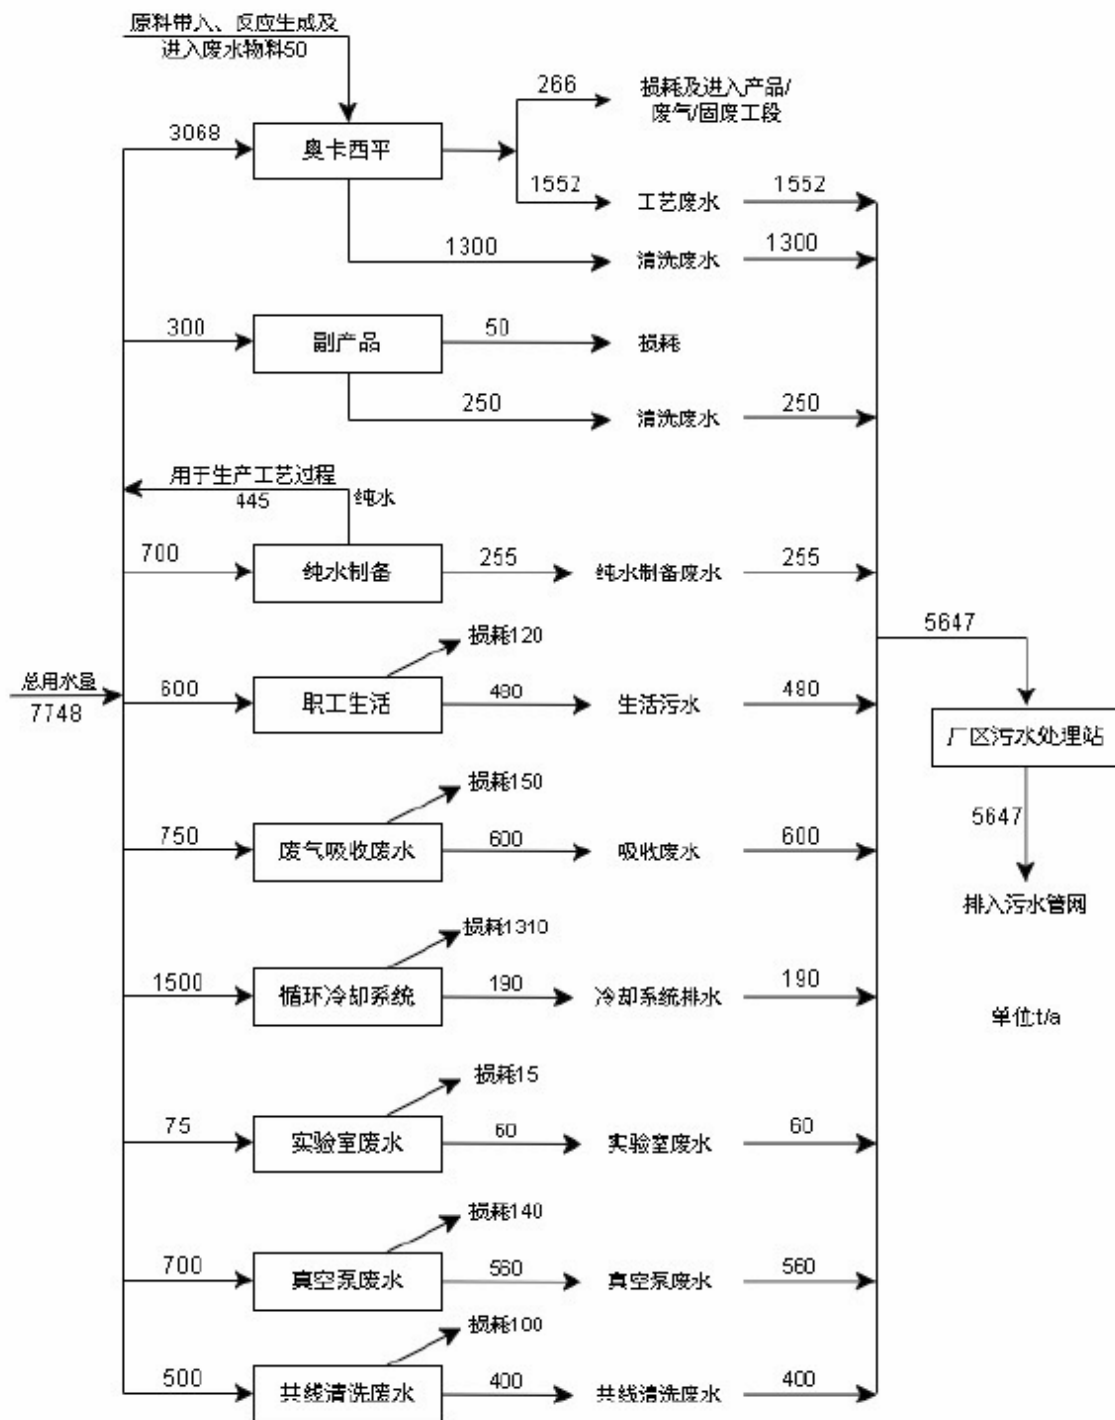 原料带入、反应生成及
进入废水物料50
266
损耗及进入产品/
废气/固废工段
3068
奥卡西平
1552
工艺废水
1552
1300
清洗废水
1300
300
副产品
50
损耗
250
清洗废水
250
用于生产工艺过程
445
纯水
700
纯水制备
255
纯水制备废水
255
损耗120
5647
总用水量
7748
600
职工生活
480
生活污水
480
厂区污水处理站
损耗150
5647
750
废气吸收废水
600
吸收废水
600
排入污水管网
损耗1310
1500
循环冷却系统
190
冷却系统排水
190
单位:t/a
损耗15
75
实验室废水
60
实验室废水
60
损耗140
700
真空泵废水
560
真空泵废水
560
损耗100
500
共线清洗废水
400
共线清洗废水
400